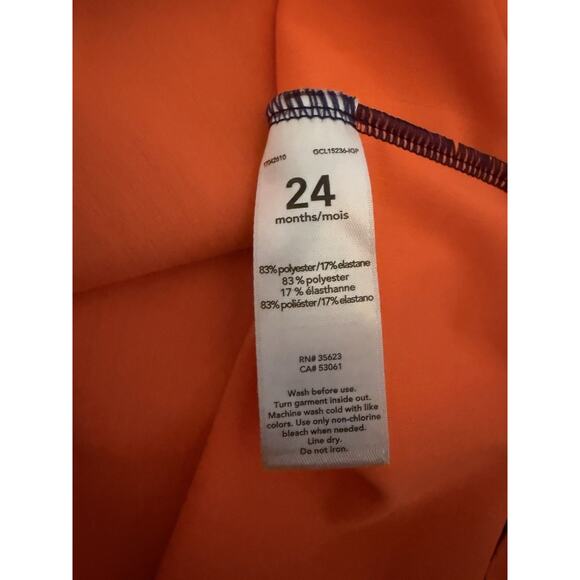 17042610 GCL15236-IGP
24
months/mois
83% polyester/17% elastane
83 % polyester
17 % élasthanne
83% poliéster/17% elastano
RN# 35623
CA# 53061
Wash before use.
Turn garment inside out.
Machine wash cold with like
colors. Use only non-chlorine
bleach when needed.
Line dry.
Do not iron.